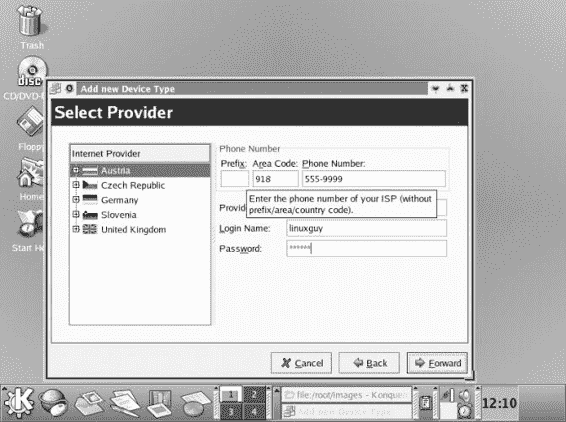 Trash
disc
CD/DVD-
Add new Device Type
Select Provider
Floppy
Home
Start He
Internet Provider
Austria
Czech Republic
Germany
Slovenia
United Kingdom
Phone Number
Prefix: Area Code: Phone Number:
918 555-9999
Enter the phone number of your ISP (without
prefix/area/country code).
Provid
Login Name: linuxguy
Password: ******
Cancel
Back
Forward
1 2
3 4
file:/root/images - Konque
Add new Device Type
12:10